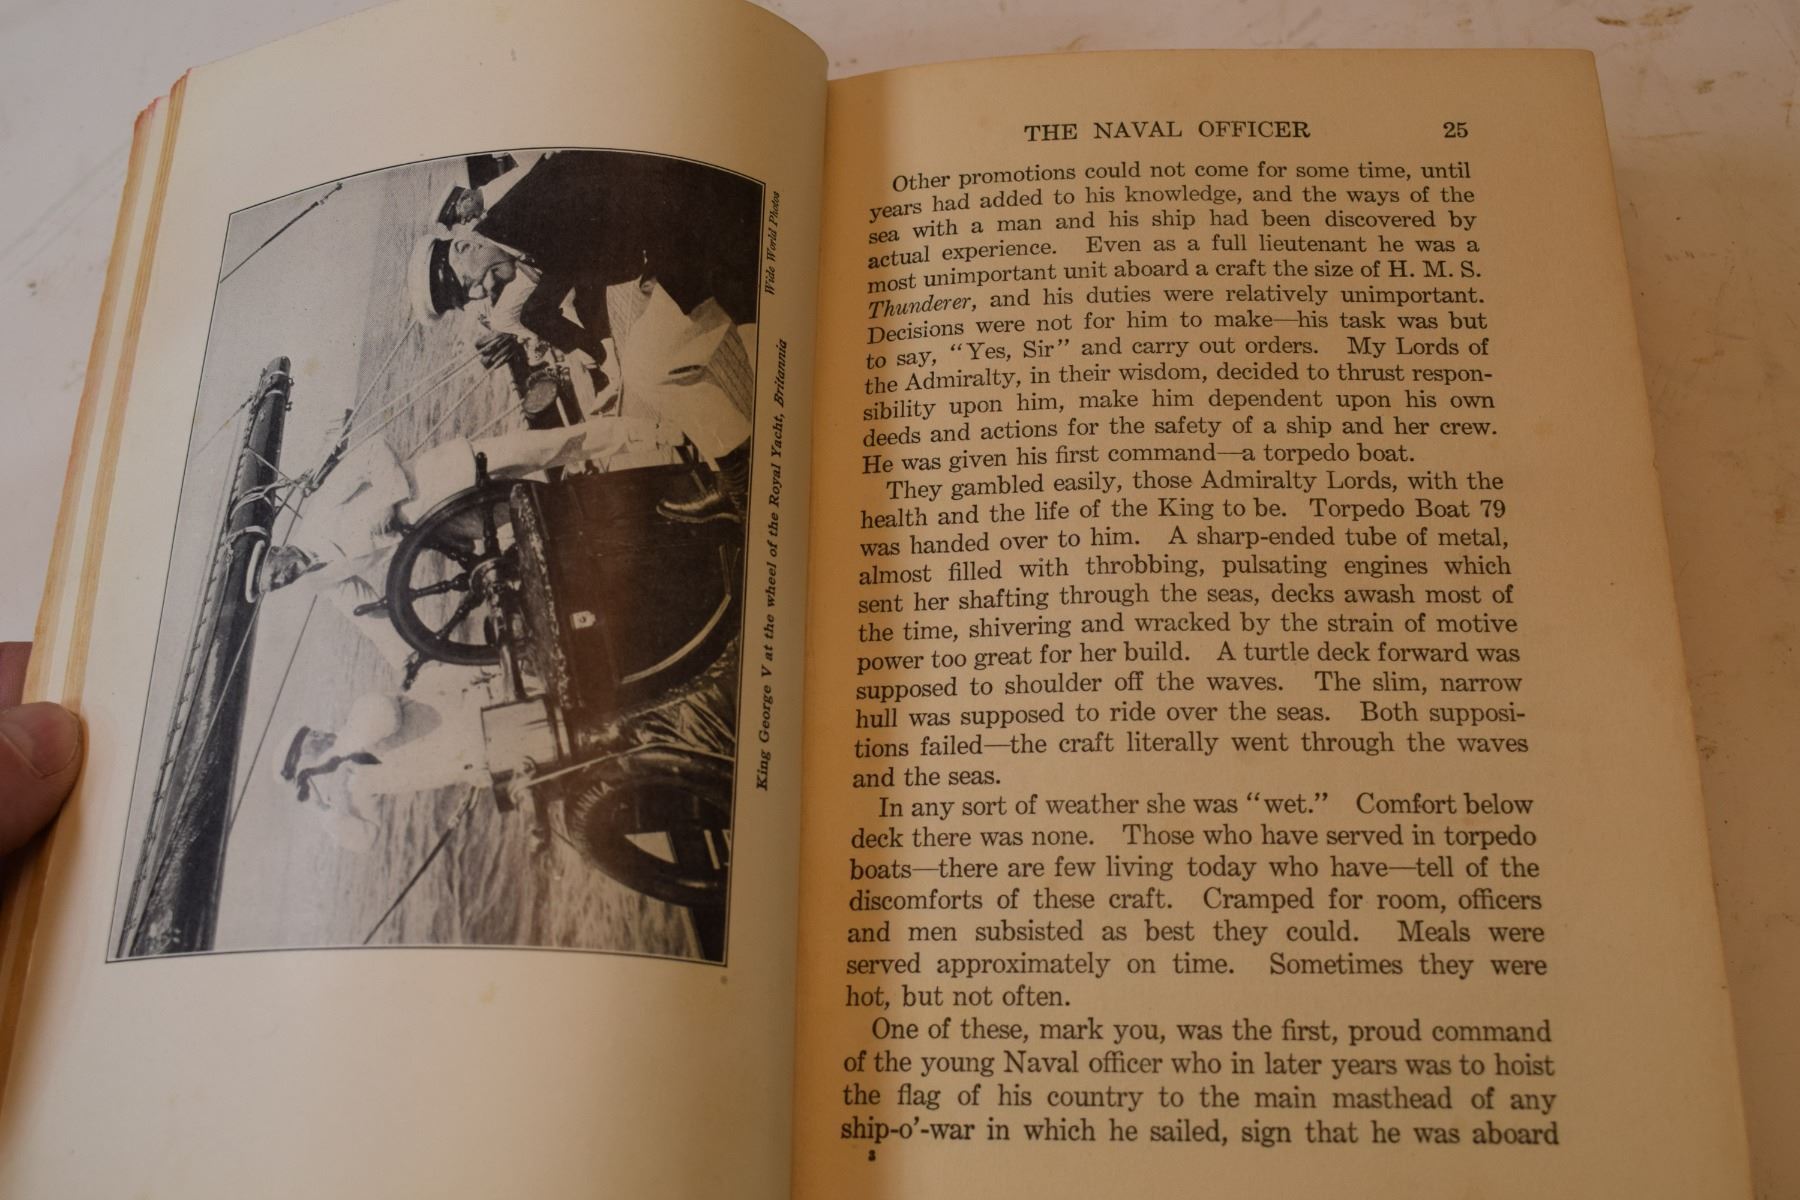 King George V at the wheel of the Royal Yacht, Britannia
Wide World Photos
THE NAVAL OFFICER 25
Other promotions could not come for some time, until
years had added to his knowledge, and the ways of the
sea with a man and his ship had been discovered by
actual experience. Even as a full lieutenant he was a
most unimportant unit aboard a craft the size of H. M. S.
Thunderer, and his duties were relatively unimportant.
Decisions were not for him to make—his task was but
to say, "Yes, Sir" and carry out orders. My Lords of
the Admiralty, in their wisdom, decided to thrust respon-
sibility upon him, make him dependent upon his own
deeds and actions for the safety of a ship and her crew.
He was given his first command—a torpedo boat.
They gambled easily, those Admiralty Lords, with the
health and the life of the King to be. Torpedo Boat 79
was handed over to him. A sharp-ended tube of metal,
almost filled with throbbing, pulsating engines which
sent her shafting through the seas, decks awash most of
the time, shivering and wracked by the strain of motive
power too great for her build. A turtle deck forward was
supposed to shoulder off the waves. The slim, narrow
hull was supposed to ride over the seas. Both supposi-
tions failed—the craft literally went through the waves
and the seas.
In any sort of weather she was "wet." Comfort below
deck there was none. Those who have served in torpedo
boats—there are few living today who have—tell of the
discomforts of these craft. Cramped for room, officers
and men subsisted as best they could. Meals were
served approximately on time. Sometimes they were
hot, but not often.
One of these, mark you, was the first, proud command
of the young Naval officer who in later years was to hoist
the flag of his country to the main masthead of any
ship-o'-war in which he sailed, sign that he was aboard
3